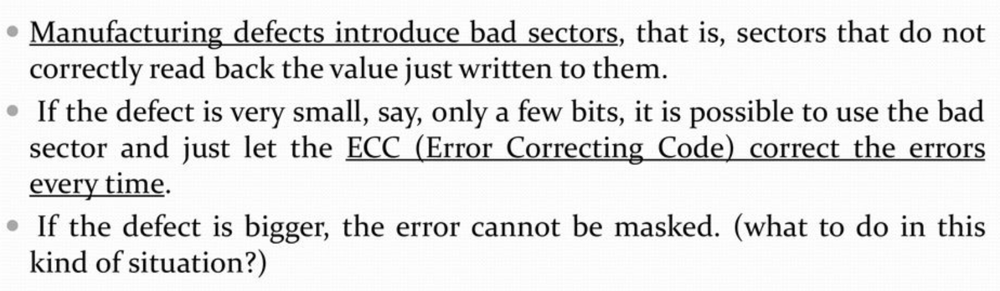 • Manufacturing defects introduce bad sectors, that is, sectors that do not
correctly read back the value just written to them.
• If the defect is very small, say, only a few bits, it is possible to use the bad
sector and just let the ECC (Error Correcting Code) correct the errors
every time.
• If the defect is bigger, the error cannot be masked. (what to do in this
kind of situation?)